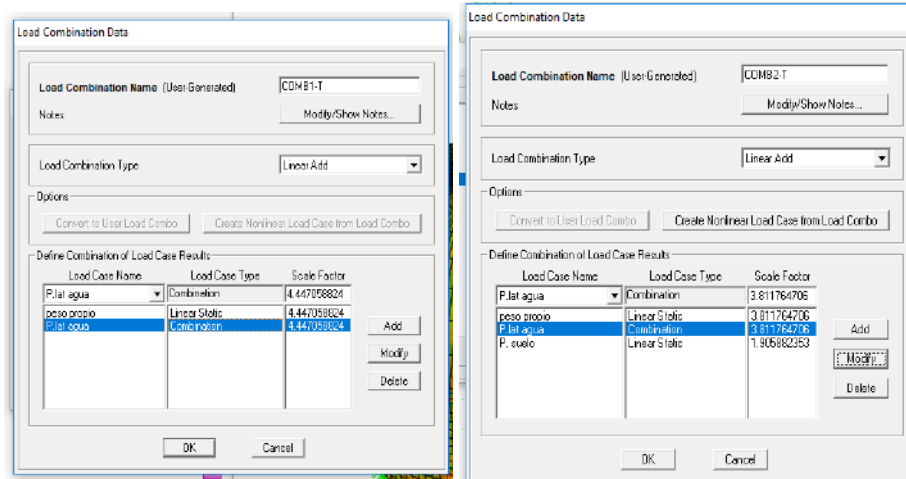 Load Combination Data
Load Combination Name (User-Generated) COMB1-T
Notes Modify/Show Notes...
Load Combination Type Linear Add
Options
Convert to User Load Combo Create Nonlinear Load Case from Load Combo
Define Combination of Load Case Results
Load Case Name Load Case Type Scale Factor
P.lat agua Combination 4.447058824
peso propio Linear Static 4.447058824
P.lat agua Combination 4.447058824
Add
Modify
Delete
OK Cancel
Load Combination Data
Load Combination Name (User-Generated) COMB2-T
Notes Modify/Show Notes...
Load Combination Type Linear Add
Options
Convert to User Load Combo Create Nonlinear Load Case from Load Combo
Define Combination of Load Case Results
Load Case Name Load Case Type Scale Factor
P.lat agua Combination 3.811764706
peso propio Linear Static 3.811764706
P.lat agua Combination 3.811764706
P. suelo Linear Static 1.905882353
Add
Modify
Delete
OK Cancel